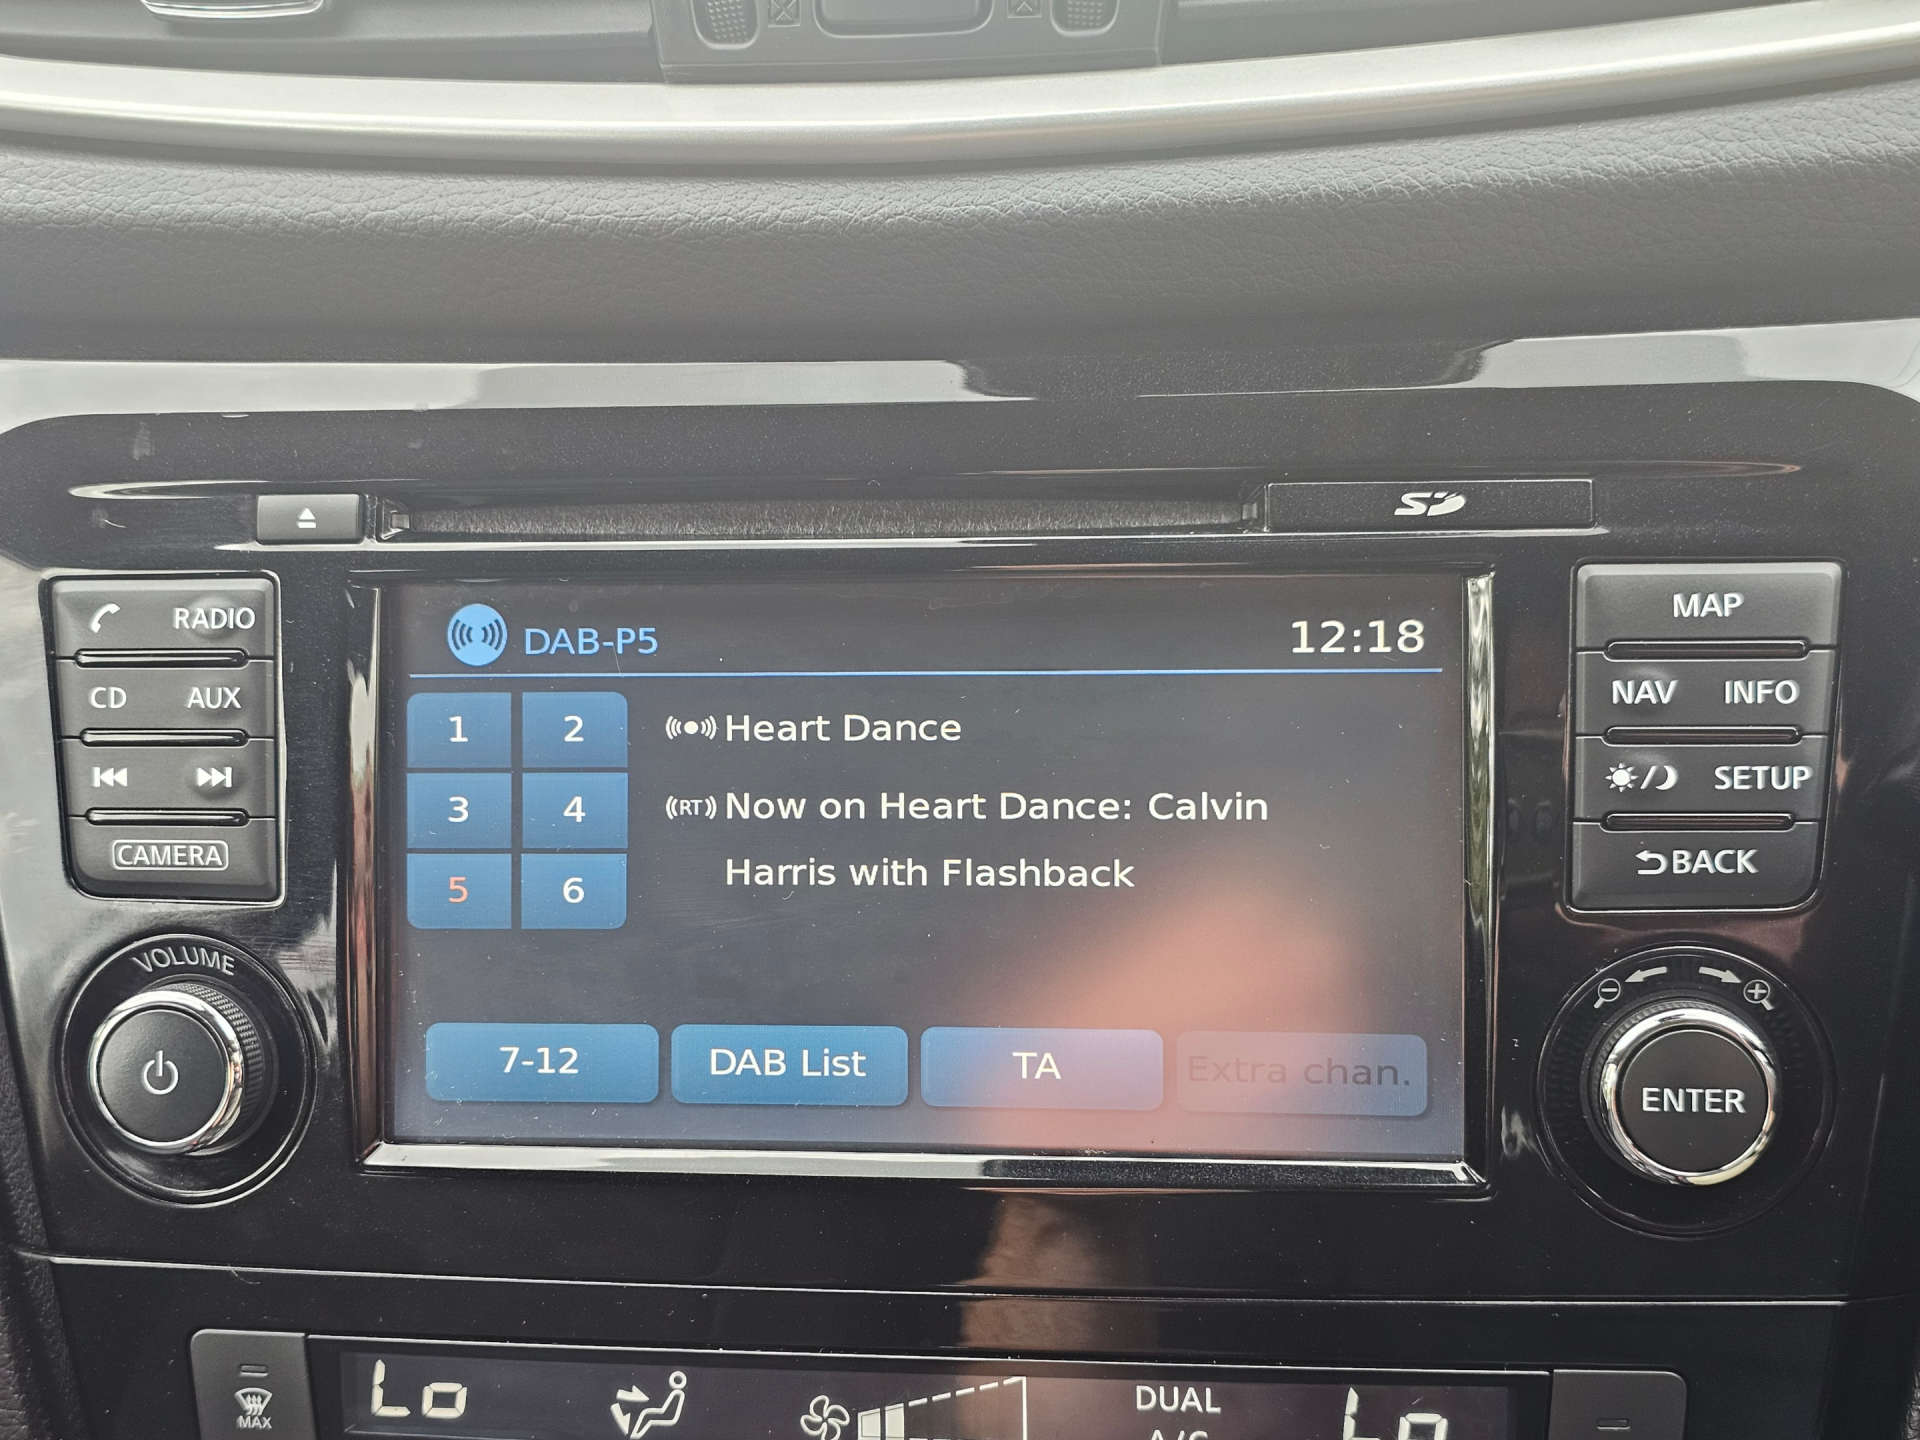 SD
RADIO
CD AUX
CAMERA
VOLUME
DAB-P5 12:18
1 2
3 4
5 6
Heart Dance
RT Now on Heart Dance: Calvin
Harris with Flashback
7-12 DAB List TA Extra chan.
MAP
NAV INFO
SETUP
BACK
ENTER
MAX
Lo DUAL Lo
A/C